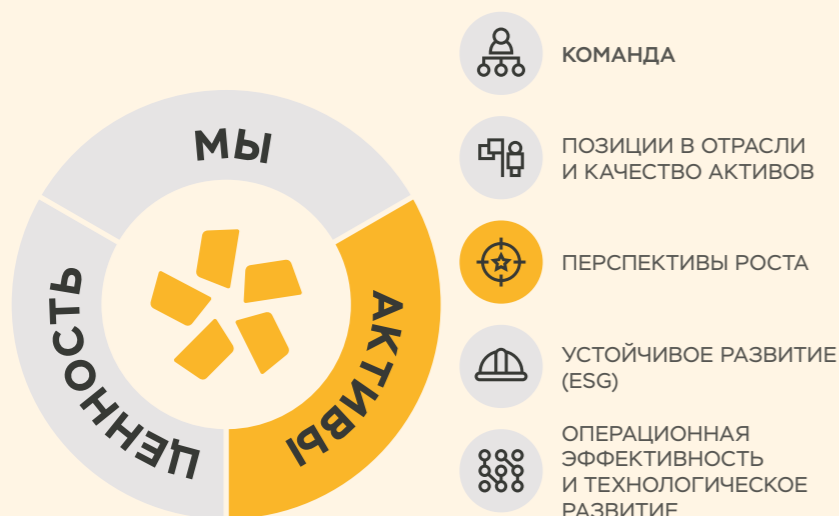 МЫ
АКТИВЫ
ЦЕННОСТЬ
КОМАНДА
ПОЗИЦИИ В ОТРАСЛИ
И КАЧЕСТВО АКТИВОВ
ПЕРСПЕКТИВЫ РОСТА
УСТОЙЧИВОЕ РАЗВИТИЕ
(ESG)
ОПЕРАЦИОННАЯ
ЭФФЕКТИВНОСТЬ
И ТЕХНОЛОГИЧЕСКОЕ
РАЗВИТИЕ